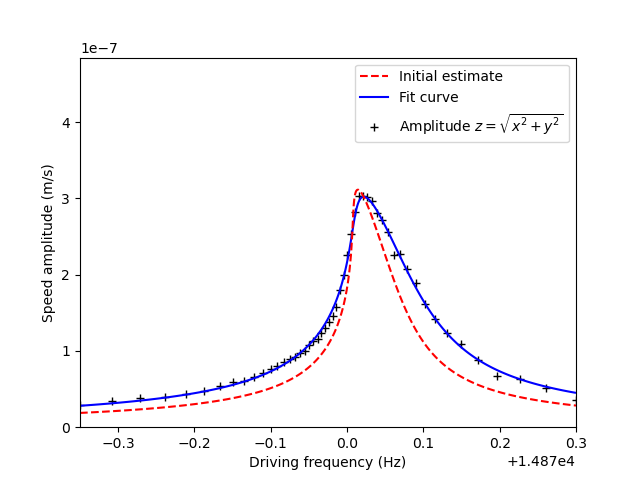 1e−7
Initial estimate
Fit curve
Amplitude $z = \sqrt{x^2 + y^2}$
4
3
2
1
0
Speed amplitude (m/s)
−0.3 −0.2 −0.1 0.0 0.1 0.2 0.3
+1.487e4
Driving frequency (Hz)